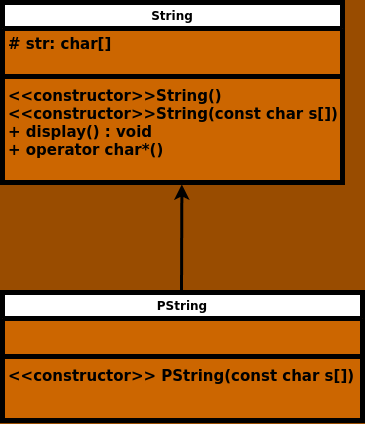 String
# str: char[]
<<constructor>>String()
<<constructor>>String(const char s[])
+ display() : void
+ operator char*()
PString
<<constructor>> PString(const char s[])